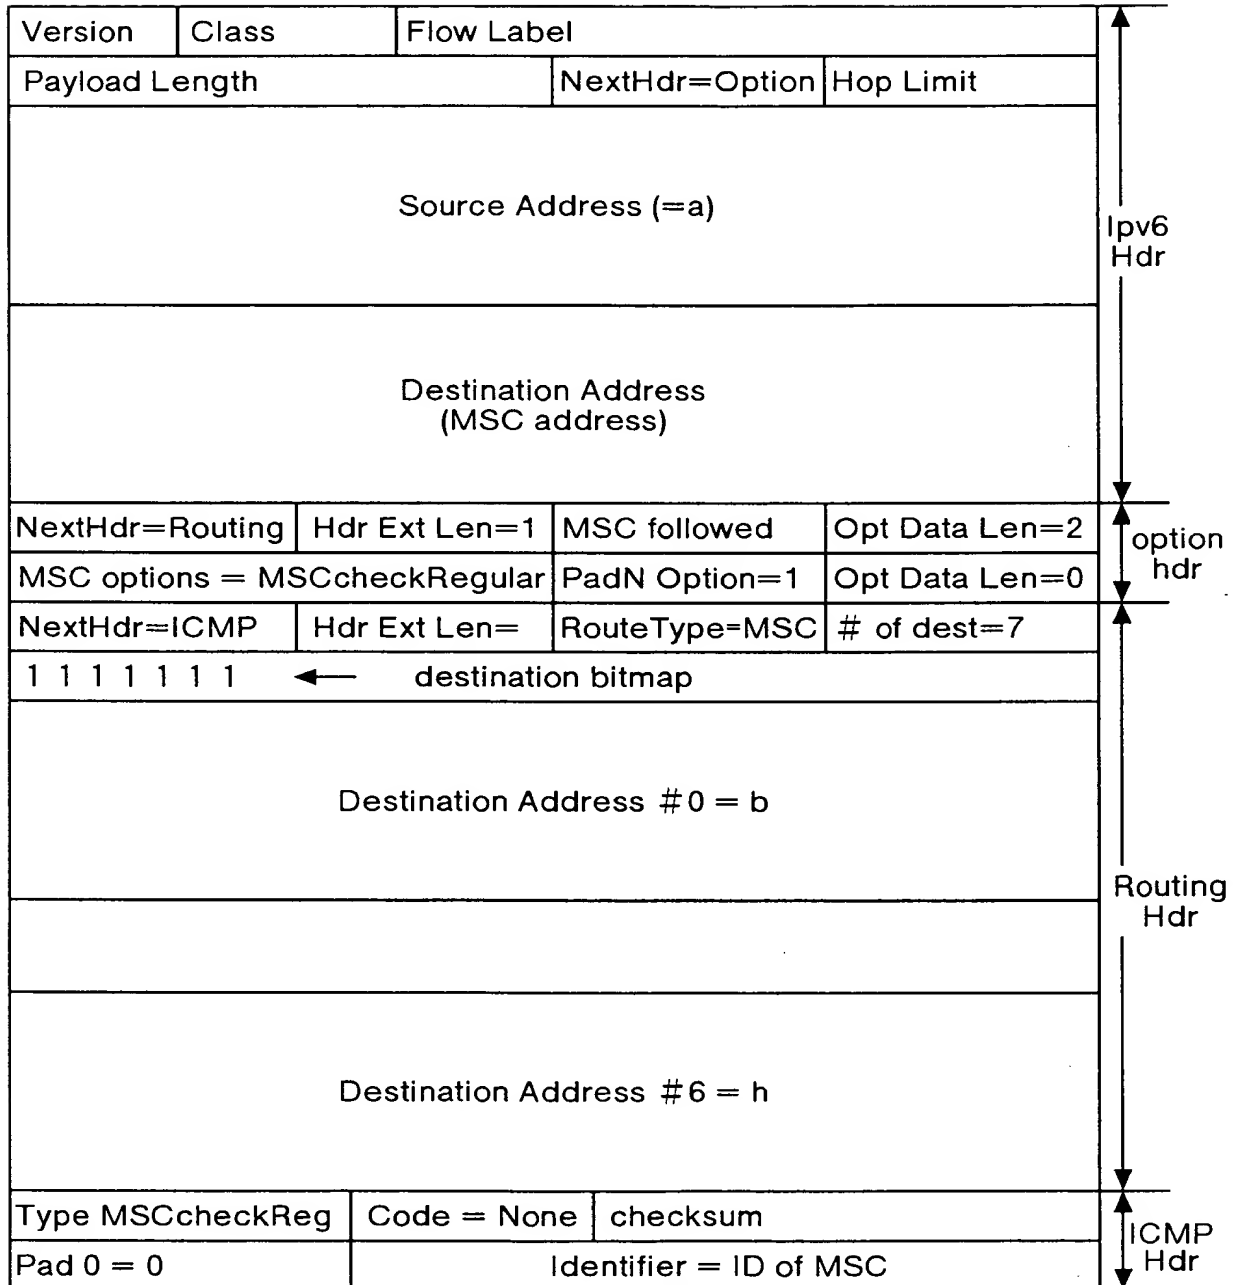 Version Class Flow Label
Payload Length NextHdr=Option Hop Limit
Source Address (=a)
Ipv6
Hdr
Destination Address
(MSC address)
NextHdr=Routing Hdr Ext Len=1 MSC followed Opt Data Len=2
option
hdr
MSC options = MSCcheckRegular PadN Option=1 Opt Data Len=0
NextHdr=ICMP Hdr Ext Len= RouteType=MSC # of dest=7
1 1 1 1 1 1 1 ← destination bitmap
Destination Address #0 = b
Routing
Hdr
Destination Address #6 = h
Type MSCcheckReg Code = None checksum
ICMP
Hdr
Pad 0 = 0 Identifier = ID of MSC